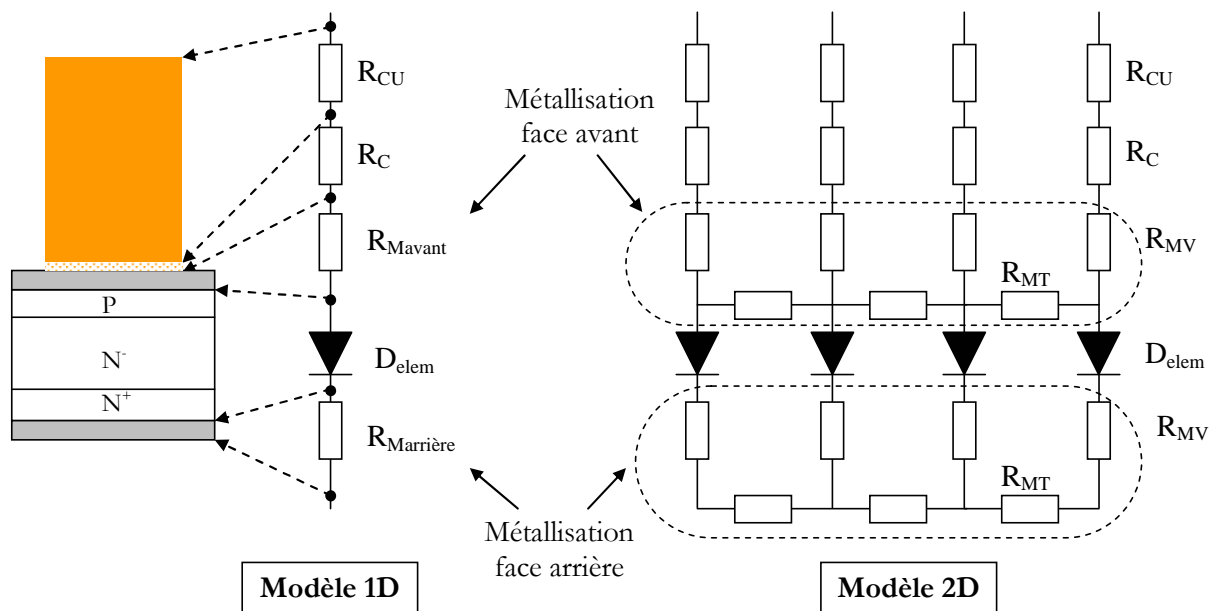 R_CU
R_C
R_Mavant
D_elem
R_Marrière
P
N⁻
N⁺
Modèle 1D
Métallisation
face avant
Métallisation
face arrière
R_CU
R_C
R_MV
R_MT
D_elem
R_MV
R_MT
Modèle 2D